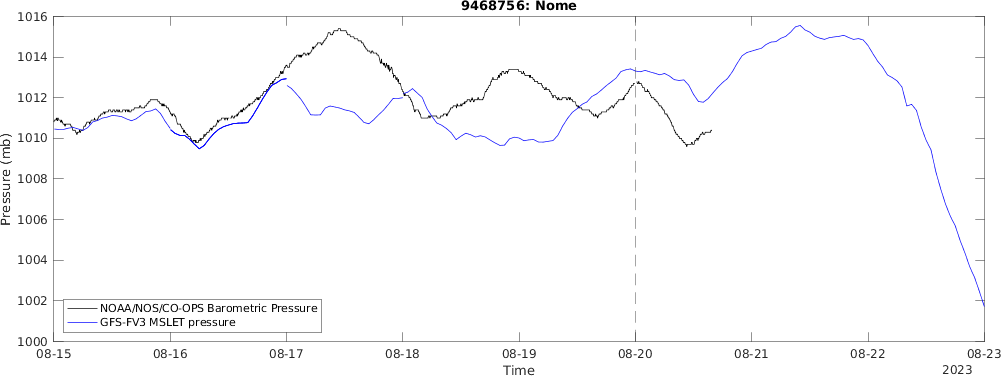 9468756: Nome
1016
1014
1012
1010
1008
1006
1004
1002
1000
Pressure (mb)
NOAA/NOS/CO-OPS Barometric Pressure
GFS-FV3 MSLET pressure
08-15 08-16 08-17 08-18 08-19 08-20 08-21 08-22 08-23
Time
2023